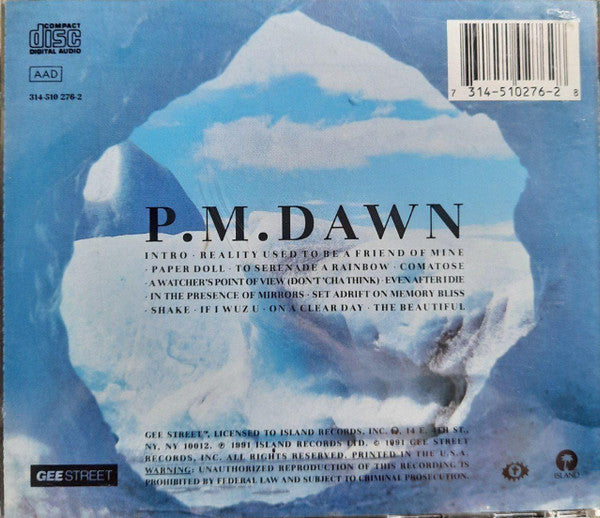 COMPACT
disc
DIGITAL AUDIO
AAD
314-510 276-2
7 314-510276-2 8
P.M.DAWN
INTRO · REALITY USED TO BE A FRIEND OF MINE
· PAPER DOLL · TO SERENADE A RAINBOW · COMATOSE
· A WATCHER'S POINT OF VIEW (DON'T 'CHA THINK) · EVEN AFTER I DIE
· IN THE PRESENCE OF MIRRORS · SET ADRIFT ON MEMORY BLISS
· SHAKE · IF I WUZ U · ON A CLEAR DAY · THE BEAUTIFUL
GEE STREET™, LICENSED TO ISLAND RECORDS, INC. 14 E. 4TH ST.,
NY, NY 10012. ℗ 1991 ISLAND RECORDS LTD. © 1991 GEE STREET
RECORDS, INC. ALL RIGHTS RESERVED. PRINTED IN THE U.S.A.
WARNING: UNAUTHORIZED REPRODUCTION OF THIS RECORDING IS
PROHIBITED BY FEDERAL LAW AND SUBJECT TO CRIMINAL PROSECUTION.
GEESTREET
ISLAND